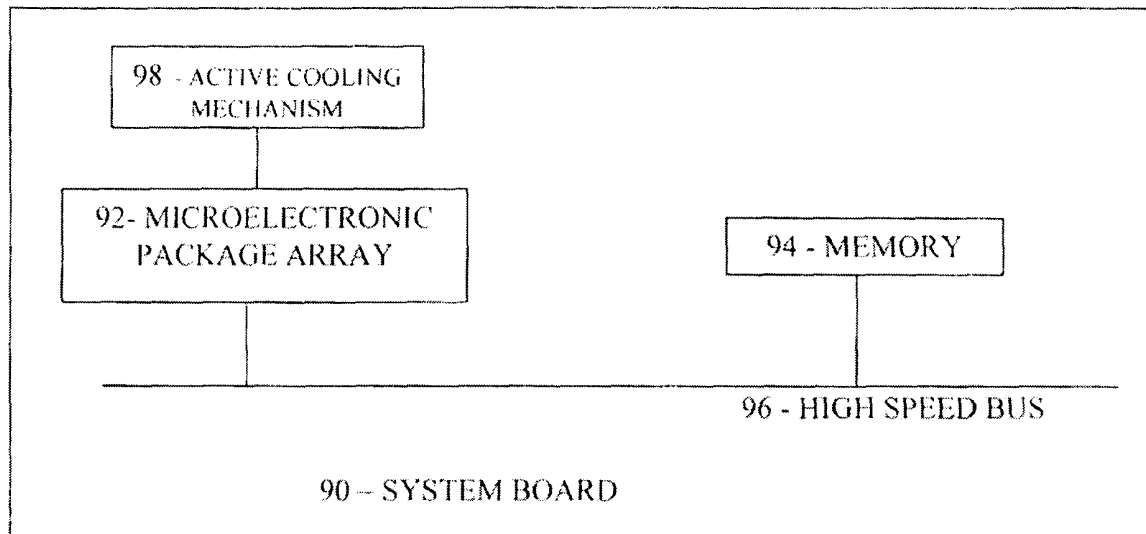 98 - ACTIVE COOLING
MECHANISM
92- MICROELECTRONIC
PACKAGE ARRAY
94 - MEMORY
96 - HIGH SPEED BUS
90 – SYSTEM BOARD